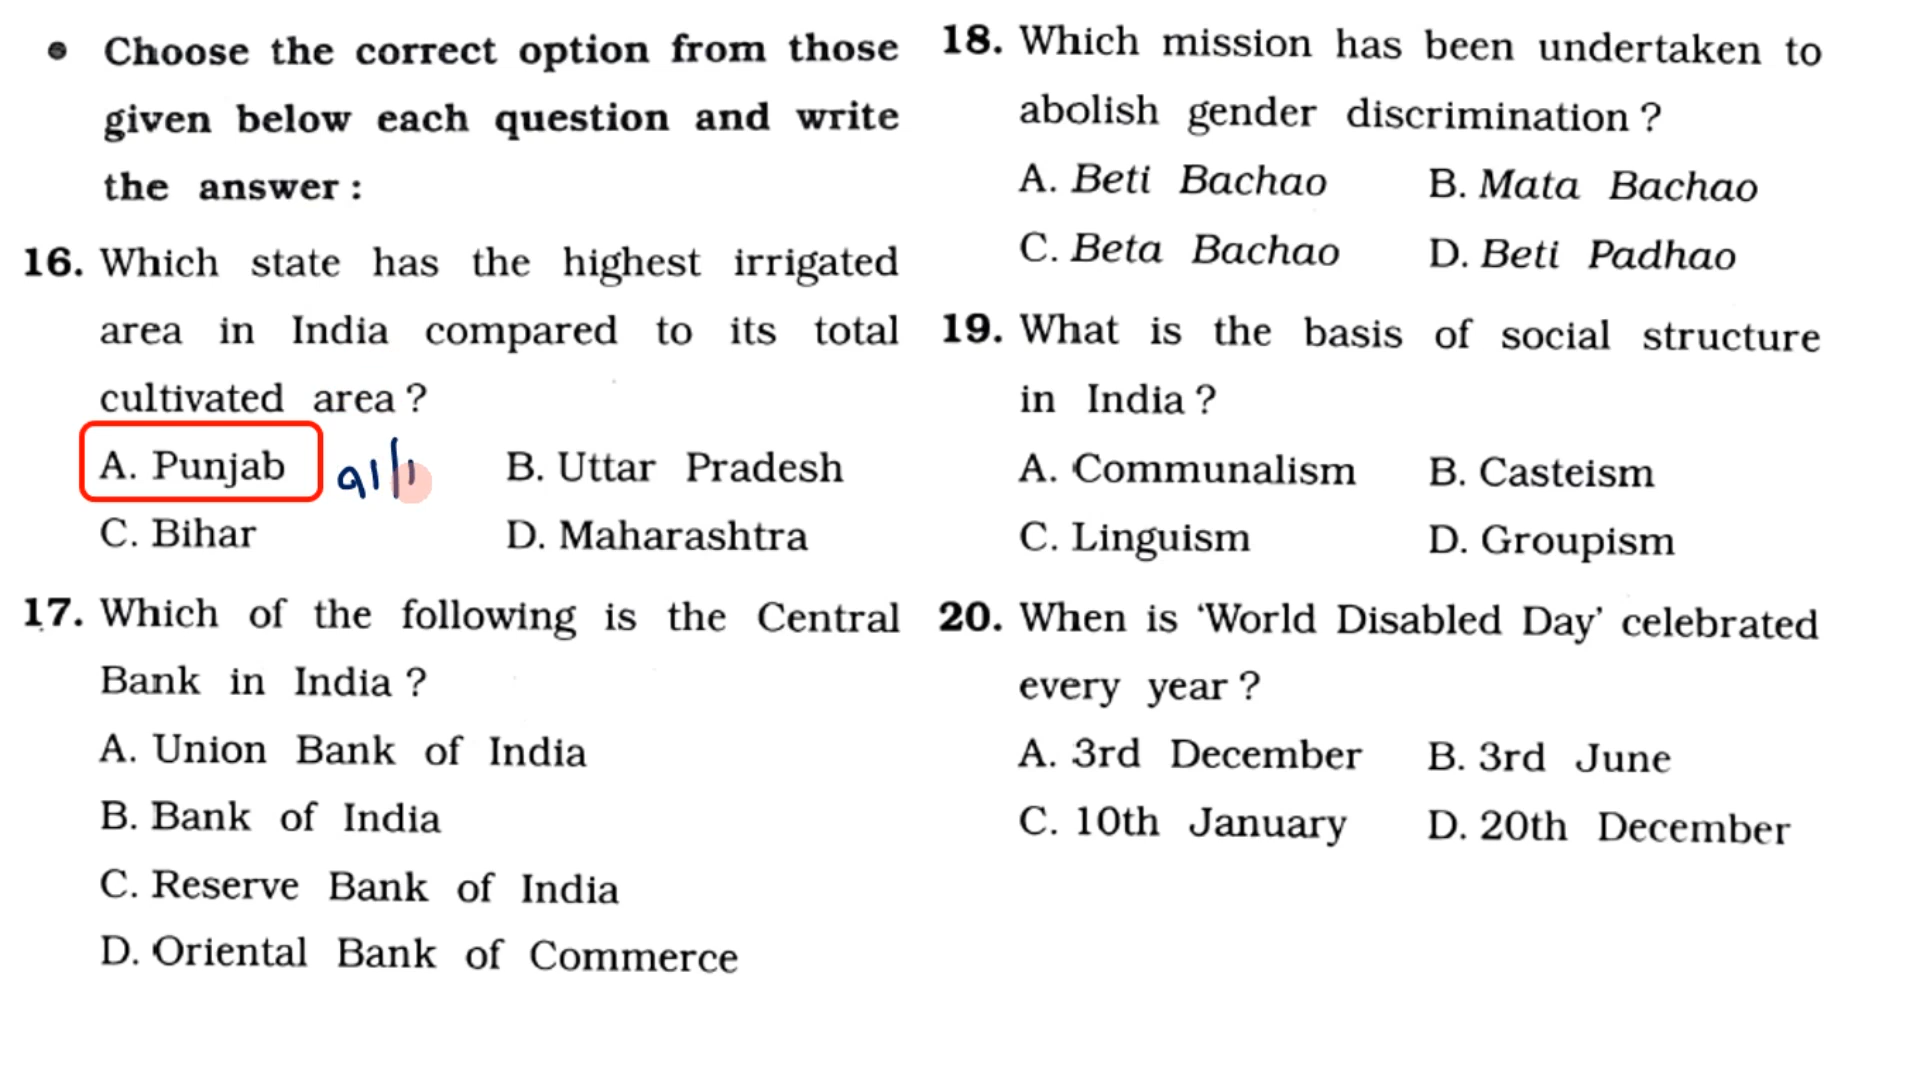 • Choose the correct option from those
given below each question and write
the answer :
16. Which state has the highest irrigated
area in India compared to its total
cultivated area ?
A. Punjab
B. Uttar Pradesh
C. Bihar
D. Maharashtra
17. Which of the following is the Central
Bank in India ?
A. Union Bank of India
B. Bank of India
C. Reserve Bank of India
D. Oriental Bank of Commerce
18. Which mission has been undertaken to
abolish gender discrimination ?
A. Beti Bachao
B. Mata Bachao
C. Beta Bachao
D. Beti Padhao
19. What is the basis of social structure
in India ?
A. Communalism
B. Casteism
C. Linguism
D. Groupism
20. When is ‘World Disabled Day’ celebrated
every year ?
A. 3rd December
B. 3rd June
C. 10th January
D. 20th December